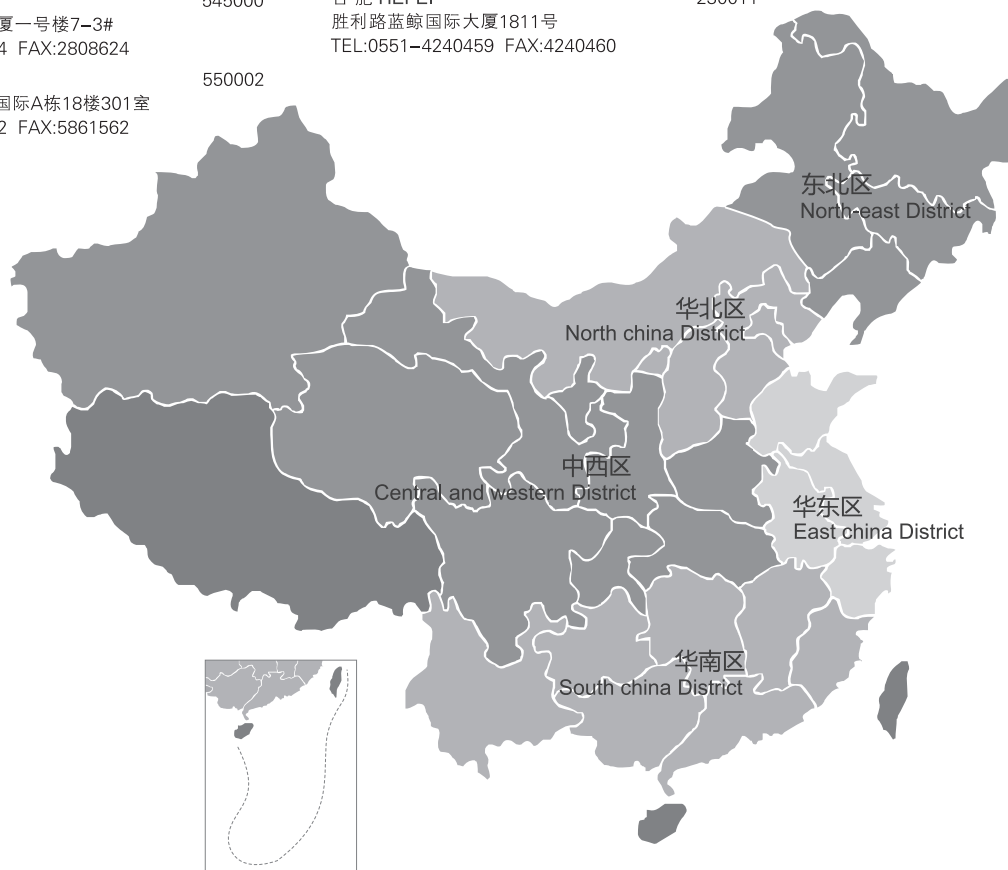 545000
厦一号楼7-3#
4 FAX:2808624
550002
国际A栋18楼301室
2 FAX:5861562
胜利路蓝鲸国际大厦1811号
TEL:0551-4240459 FAX:4240460
东北区
North-east District
华北区
North china District
中西区
Central and western District
华东区
East china District
华南区
South china District